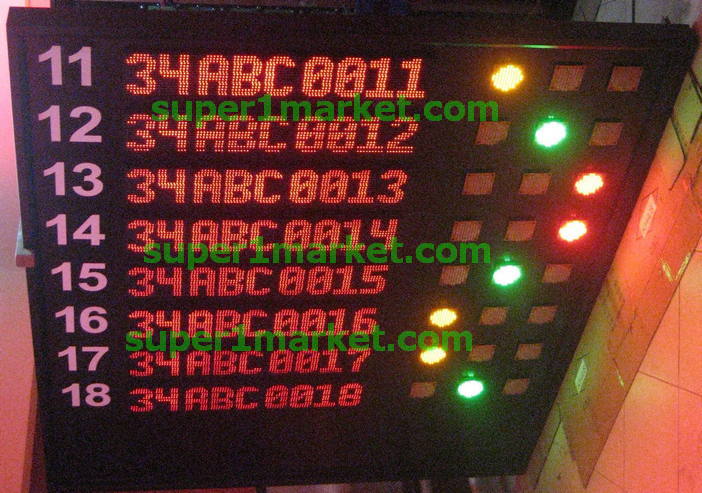 11 34ABC0011
super1market.com
12 34ABC0012
13 34ABC0013
14 34ABC0014
super1market.com
15 34ABC0015
16 34ABC0016
super1market.com
17 34ABC0017
18 34ABC0018